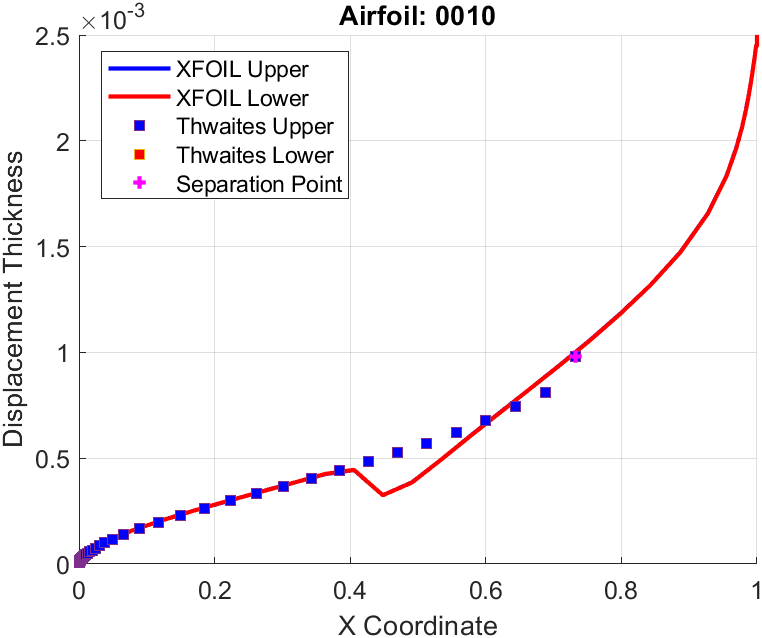 Airfoil: 0010
×10⁻³
2.5
2
1.5
1
0.5
0
Displacement Thickness
XFOIL Upper
XFOIL Lower
Thwaites Upper
Thwaites Lower
Separation Point
0 0.2 0.4 0.6 0.8 1
X Coordinate